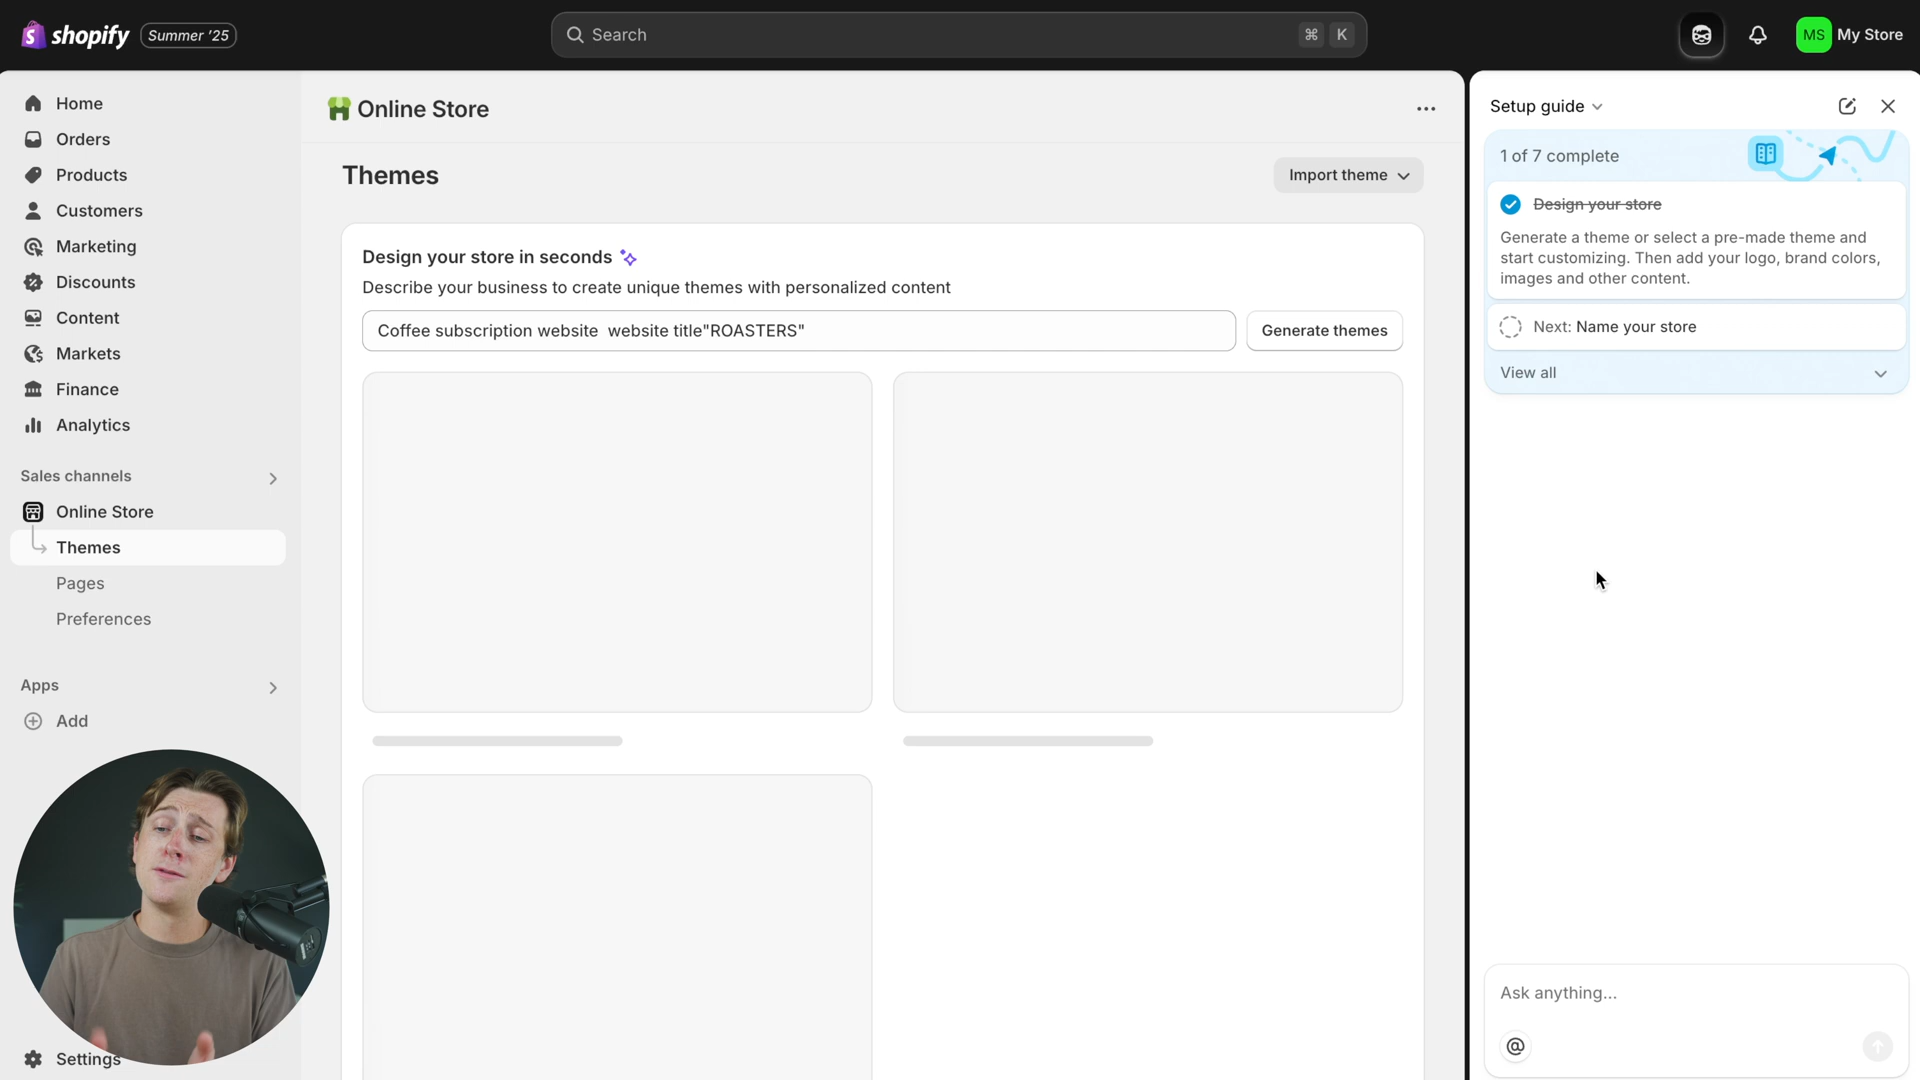 shopify
Summer '25
Search
⌘ K
MS
My Store
Home
Orders
Products
Customers
Marketing
Discounts
Content
Markets
Finance
Analytics
Sales channels
Online Store
Themes
Pages
Preferences
Apps
Add
Settings
Online Store
Themes
Import theme
Design your store in seconds
Describe your business to create unique themes with personalized content
Coffee subscription website  website title"ROASTERS"
Generate themes
Setup guide
1 of 7 complete
Design your store
Generate a theme or select a pre-made theme and
start customizing. Then add your logo, brand colors,
images and other content.
Next: Name your store
View all
Ask anything...
@